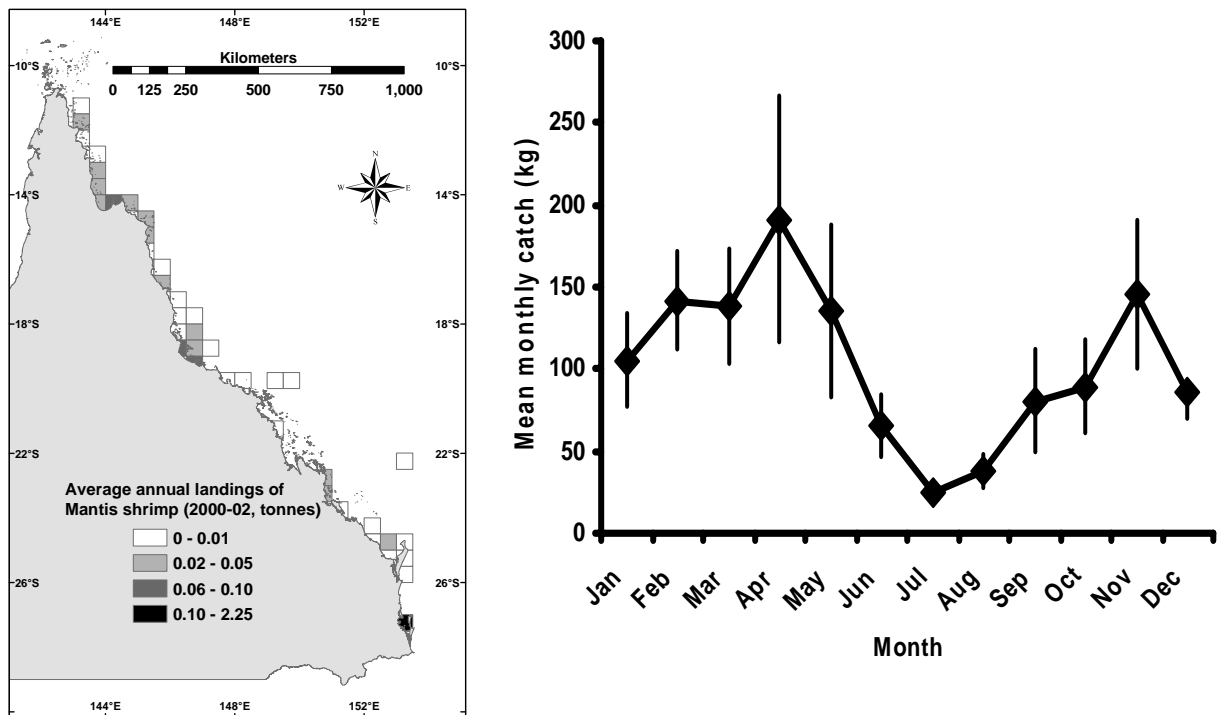 144°E 148°E 152°E
Kilometers
0 125 250 500 750 1,000
10°S 10°S
N
W E
S
14°S 14°S
18°S 18°S
22°S 22°S
Average annual landings of
Mantis shrimp (2000-02, tonnes)
0 - 0.01
0.02 - 0.05
0.06 - 0.10
0.10 - 2.25
26°S 26°S
144°E 148°E 152°E
Mean monthly catch (kg)
300
250
200
150
100
50
0
Jan Feb Mar Apr May Jun Jul Aug Sep Oct Nov Dec
Month